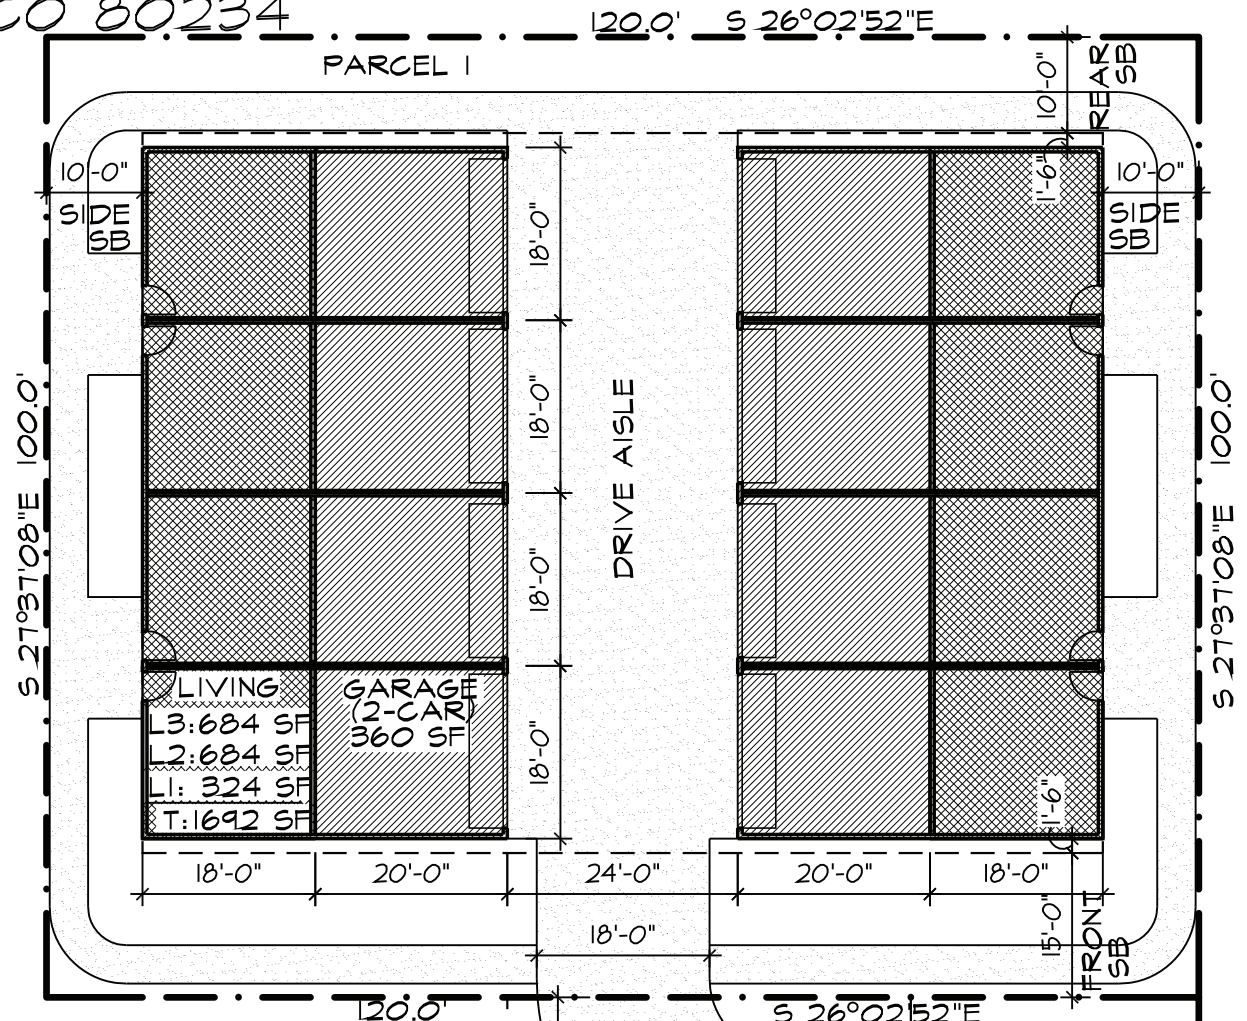 CO 80234
120.0' S 26°02'52"E
PARCEL 1
10'-0"
REAR
SB
1'-6"
10'-0"
SIDE
SB
10'-0"
SIDE
SB
18'-0"
18'-0"
18'-0"
18'-0"
DRIVE AISLE
S 27°37'08"E 100.0'
S 27°37'08"E 100.0'
LIVING
L3:684 SF
L2:684 SF
L1: 324 SF
T:1692 SF
GARAGE
(2-CAR)
360 SF
1'-6"
18'-0"
20'-0"
24'-0"
20'-0"
18'-0"
18'-0"
15'-0"
FRONT
SB
120.0'
S 26°02'52"E